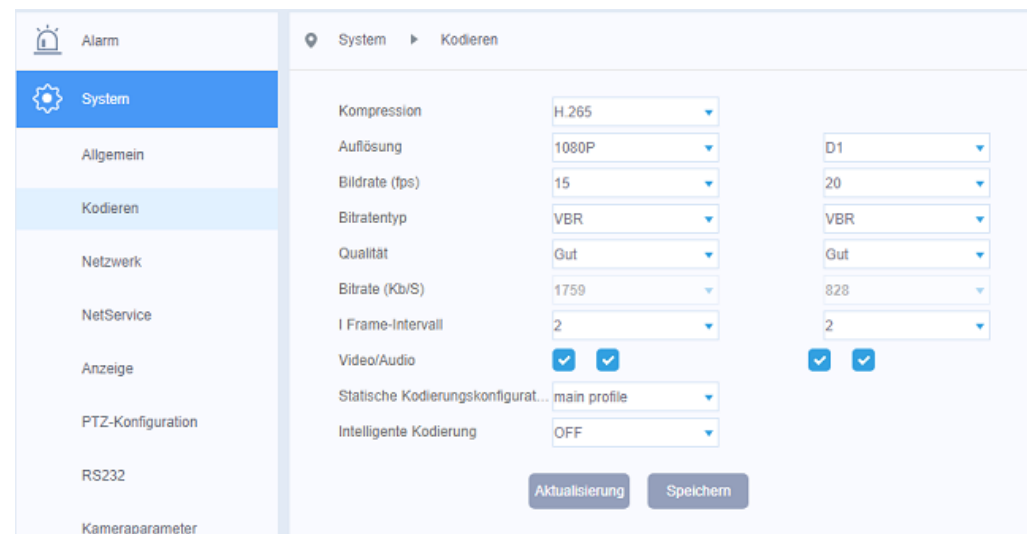 Alarm
System ▶ Kodieren
System
Allgemein
Kodieren
Netzwerk
NetService
Anzeige
PTZ-Konfiguration
RS232
Kameraparameter
Kompression H.265
Auflösung 1080P D1
Bildrate (fps) 15 20
Bitratentyp VBR VBR
Qualität Gut Gut
Bitrate (Kb/S) 1759 828
I Frame-Intervall 2 2
Video/Audio
Statische Kodierungskonfigurat... main profile
Intelligente Kodierung OFF
Aktualisierung Speichern